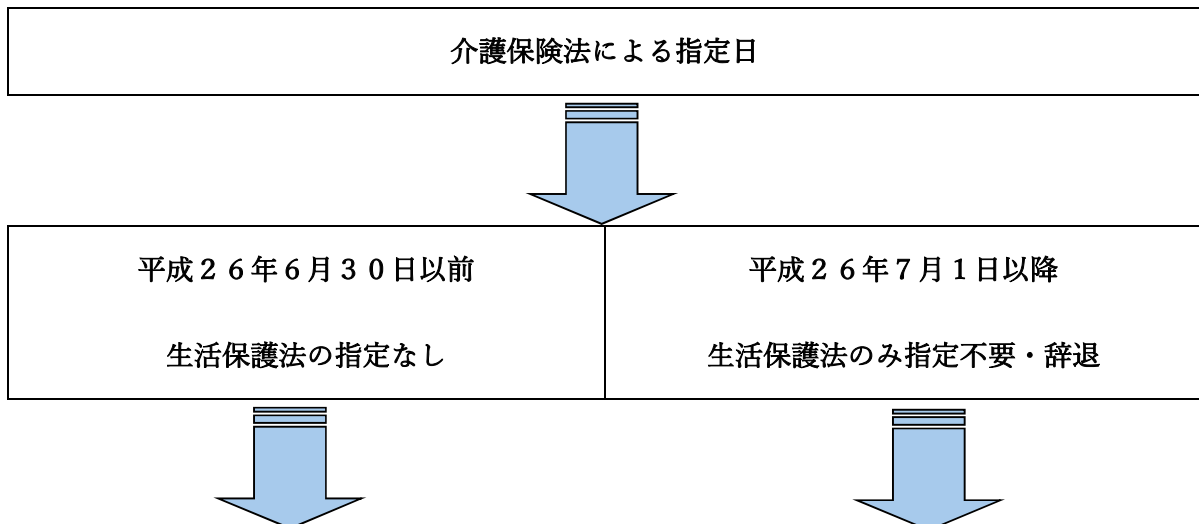 介護保険法による指定日
平成２６年６月３０日以前
生活保護法の指定なし
平成２６年７月１日以降
生活保護法のみ指定不要・辞退